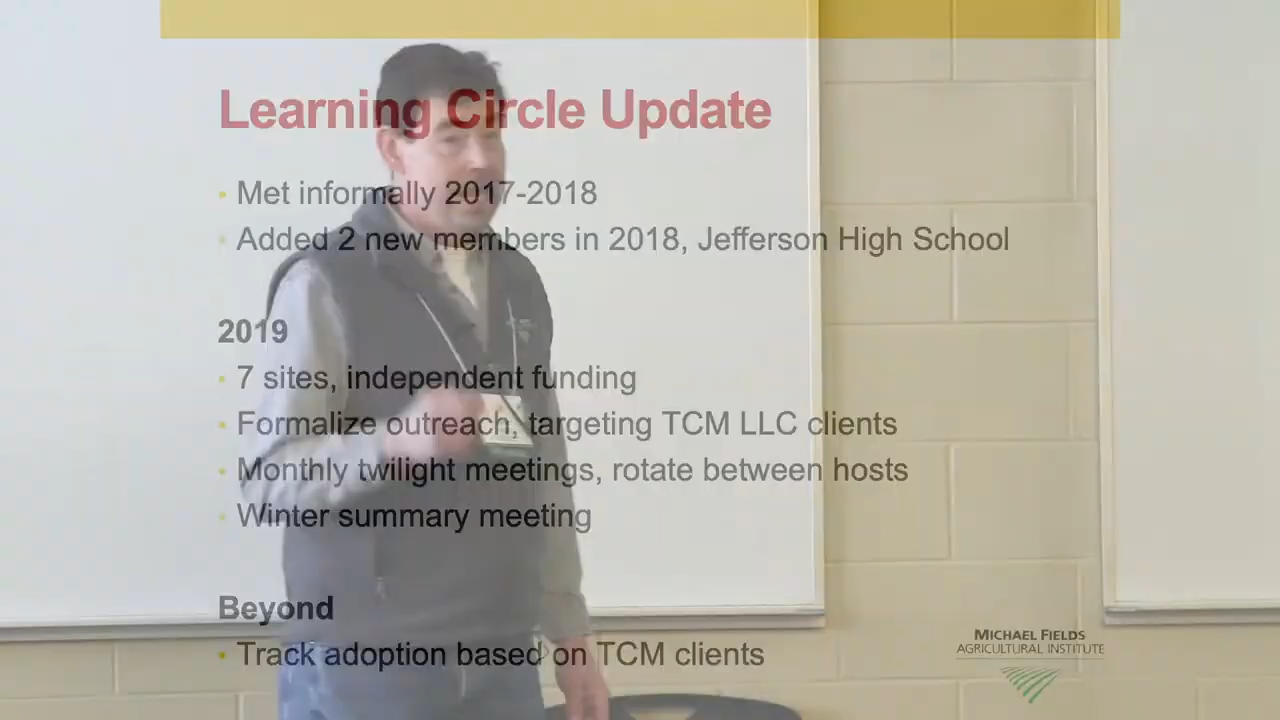 Learning Circle Update
• Met informally 2017-2018
• Added 2 new members in 2018, Jefferson High School
2019
• 7 sites, independent funding
• Formalize outreach, targeting TCM LLC clients
• Monthly twilight meetings, rotate between hosts
• Winter summary meeting
Beyond
• Track adoption based on TCM clients
MICHAEL FIELDS
AGRICULTURAL INSTITUTE